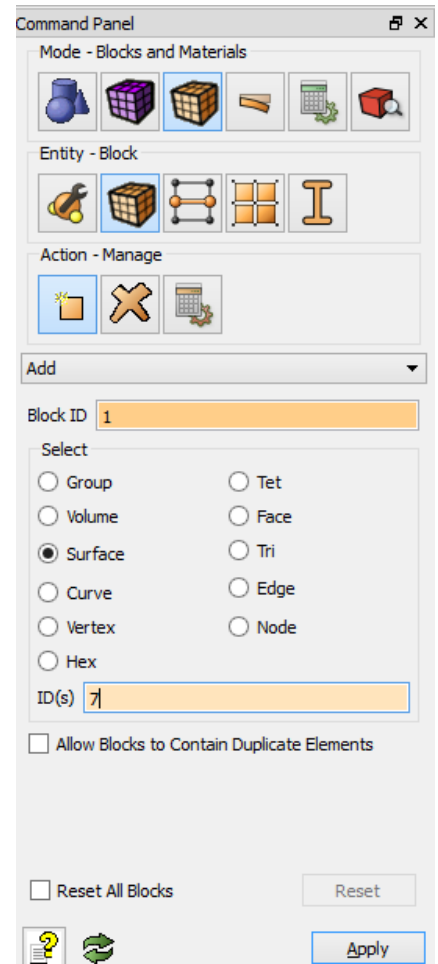 Command Panel
Mode - Blocks and Materials
Entity - Block
Action - Manage
Add
Block ID 1
Select
Group Tet
Volume Face
Surface Tri
Curve Edge
Vertex Node
Hex
ID(s) 7
Allow Blocks to Contain Duplicate Elements
Reset All Blocks Reset
Apply